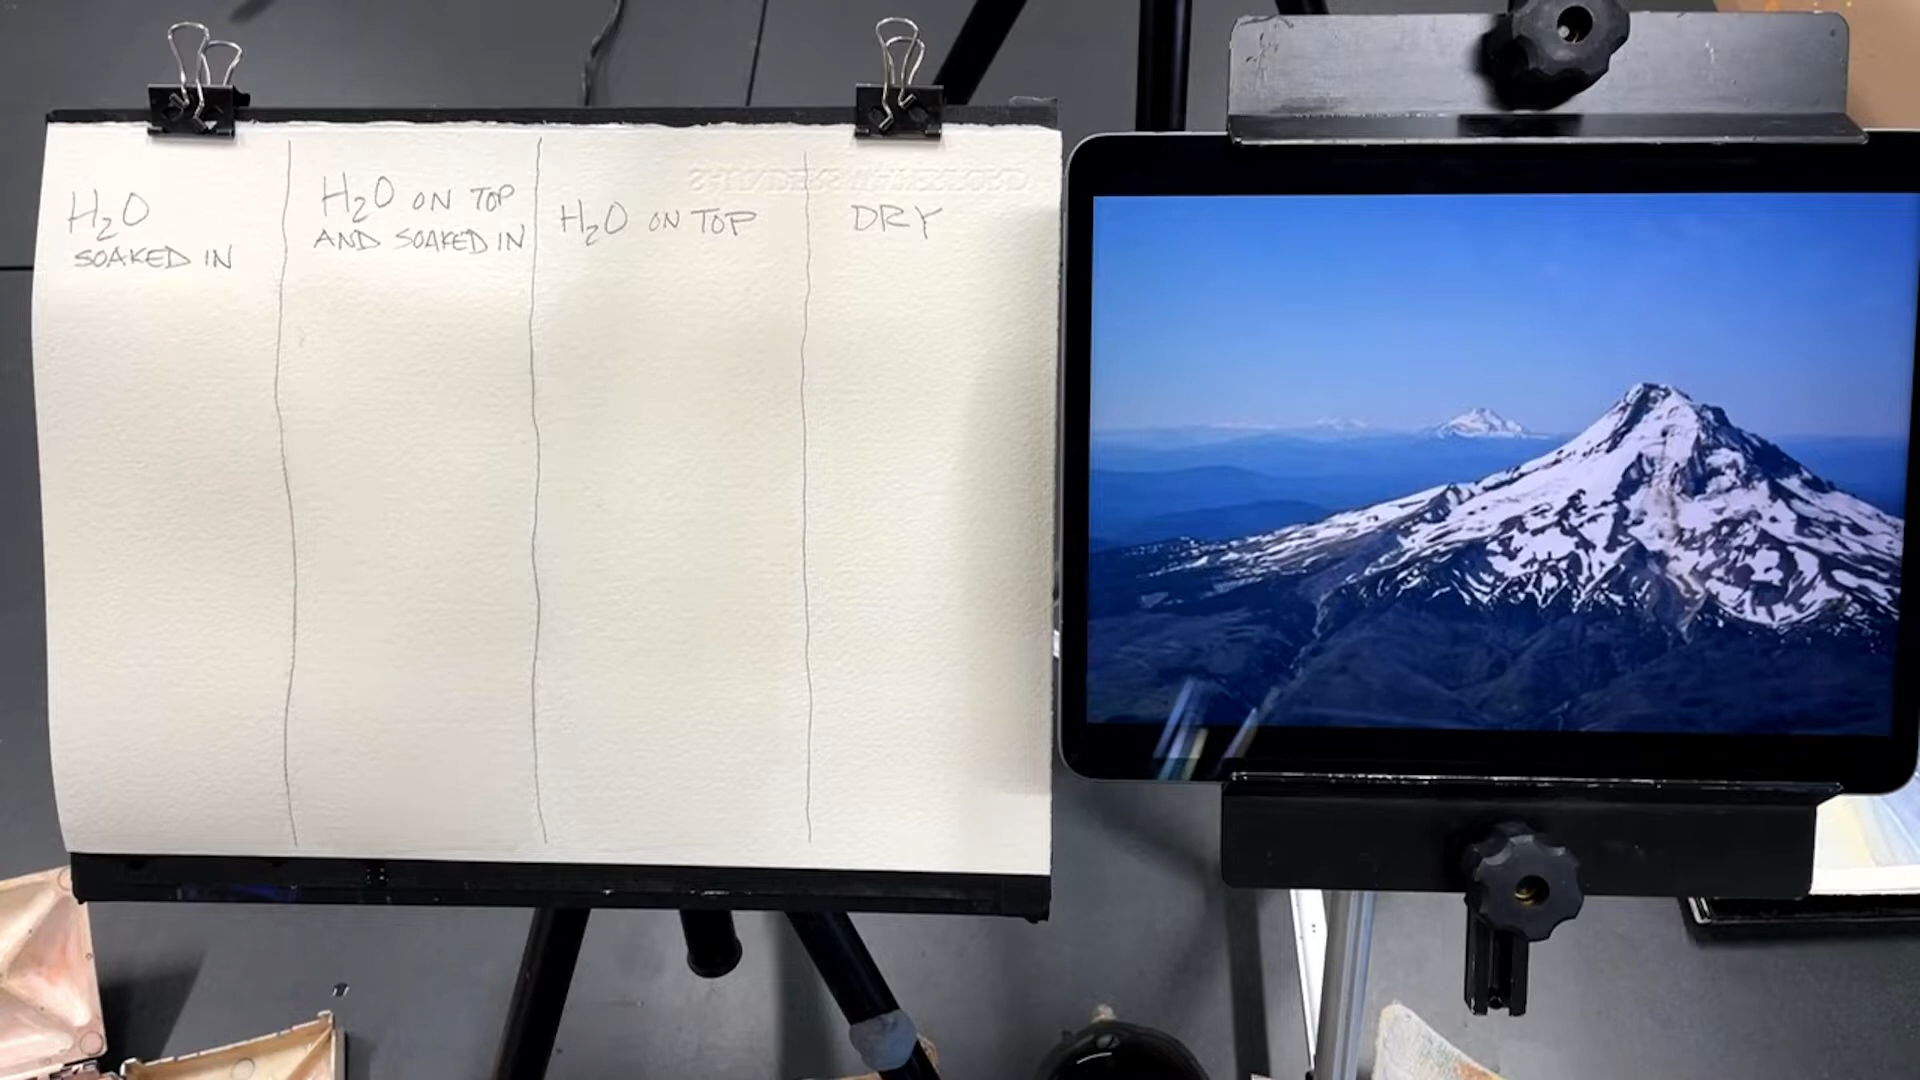 H₂O
SOAKED IN
H₂O ON TOP
AND SOAKED IN
H₂O ON TOP
DRY